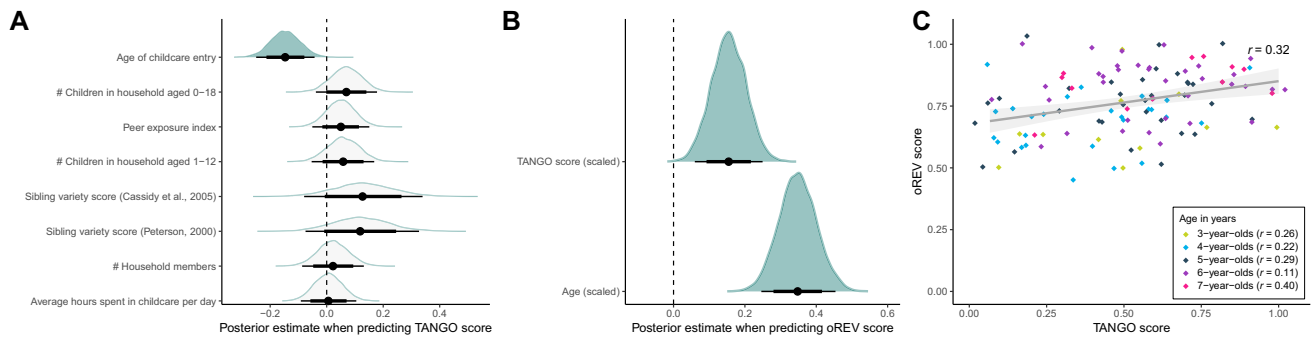 A
Age of childcare entry
# Children in household aged 0−18
Peer exposure index
# Children in household aged 1−12
Sibling variety score (Cassidy et al., 2005)
Sibling variety score (Peterson, 2000)
# Household members
Average hours spent in childcare per day
−0.2 0.0 0.2 0.4
Posterior estimate when predicting TANGO score
B
TANGO score (scaled)
Age (scaled)
0.0 0.2 0.4 0.6
Posterior estimate when predicting oREV score
C
r = 0.32
1.00
0.75
0.50
0.25
0.00
oREV score
Age in years
3−year−olds (r = 0.26)
4−year−olds (r = 0.22)
5−year−olds (r = 0.29)
6−year−olds (r = 0.11)
7−year−olds (r = 0.40)
0.00 0.25 0.50 0.75 1.00
TANGO score